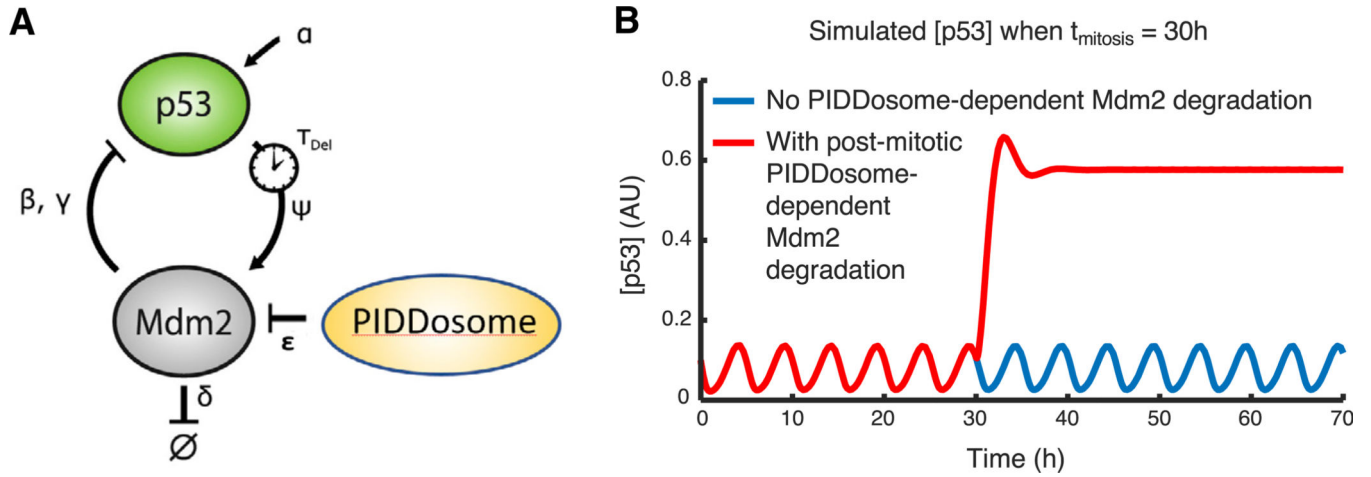 A
α
p53
T_Del
β, γ
ψ
Mdm2
PIDDosome
ε
δ
∅
B
Simulated [p53] when t_mitosis = 30h
[p53] (AU)
0.8
0.6
0.4
0.2
0
No PIDDosome-dependent Mdm2 degradation
With post-mitotic
PIDDosome-
dependent
Mdm2
degradation
0 10 20 30 40 50 60 70
Time (h)